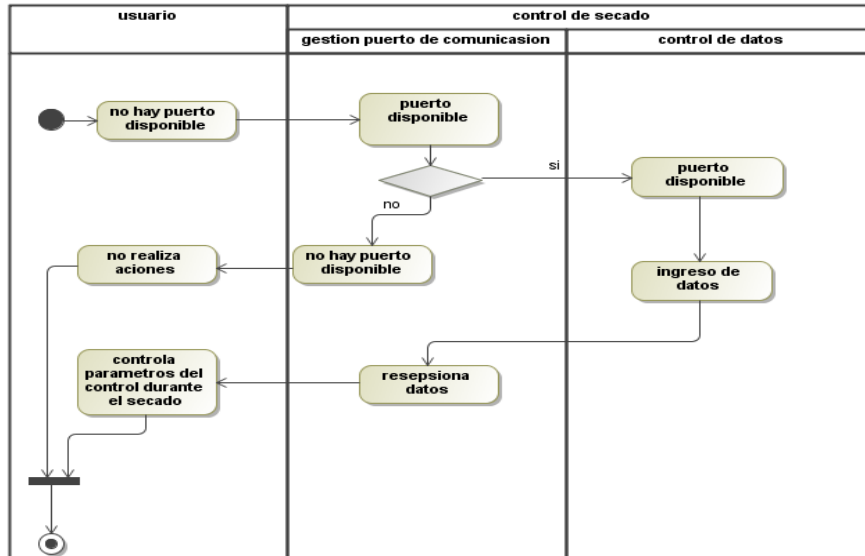 usuario
control de secado
gestion puerto de comunicasion
control de datos
no hay puerto
disponible
puerto
disponible
si
puerto
disponible
no
no realiza
aciones
no hay puerto
disponible
ingreso de
datos
controla
parametros del
control durante
el secado
resepsiona
datos